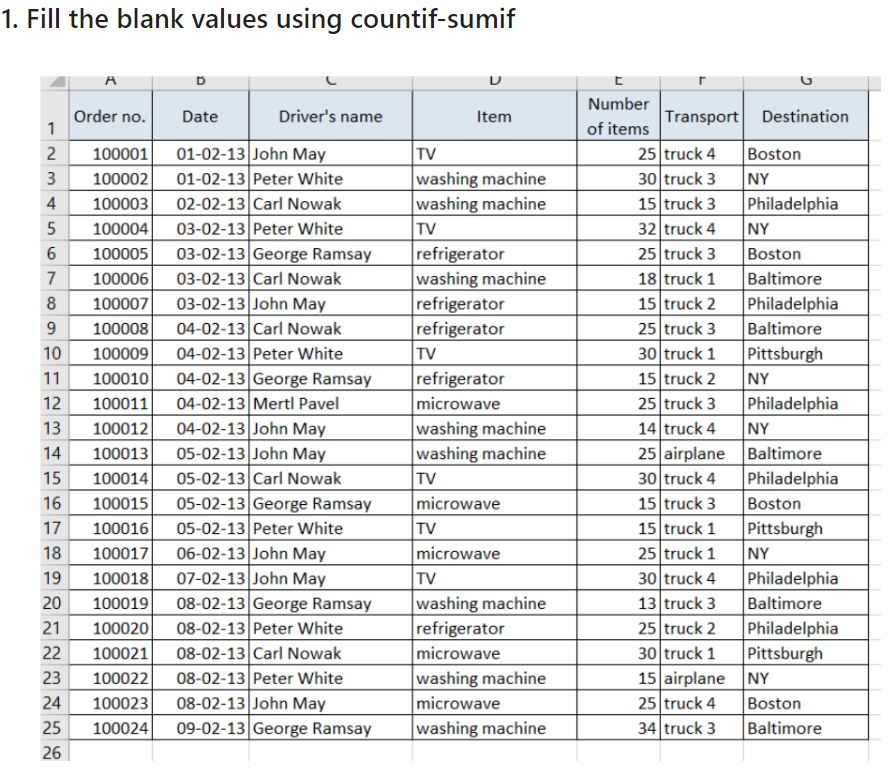 1. Fill the blank values using countif-sumif
A B C D E F G
1 Order no. Date Driver's name Item Number of items Transport Destination
2 100001 01-02-13 John May TV 25 truck 4 Boston
3 100002 01-02-13 Peter White washing machine 30 truck 3 NY
4 100003 02-02-13 Carl Nowak washing machine 15 truck 3 Philadelphia
5 100004 03-02-13 Peter White TV 32 truck 4 NY
6 100005 03-02-13 George Ramsay refrigerator 25 truck 3 Boston
7 100006 03-02-13 Carl Nowak washing machine 18 truck 1 Baltimore
8 100007 03-02-13 John May refrigerator 15 truck 2 Philadelphia
9 100008 04-02-13 Carl Nowak refrigerator 25 truck 3 Baltimore
10 100009 04-02-13 Peter White TV 30 truck 1 Pittsburgh
11 100010 04-02-13 George Ramsay refrigerator 15 truck 2 NY
12 100011 04-02-13 Mertl Pavel microwave 25 truck 3 Philadelphia
13 100012 04-02-13 John May washing machine 14 truck 4 NY
14 100013 05-02-13 John May washing machine 25 airplane Baltimore
15 100014 05-02-13 Carl Nowak TV 30 truck 4 Philadelphia
16 100015 05-02-13 George Ramsay microwave 15 truck 3 Boston
17 100016 05-02-13 Peter White TV 15 truck 1 Pittsburgh
18 100017 06-02-13 John May microwave 25 truck 1 NY
19 100018 07-02-13 John May TV 30 truck 4 Philadelphia
20 100019 08-02-13 George Ramsay washing machine 13 truck 3 Baltimore
21 100020 08-02-13 Peter White refrigerator 25 truck 2 Philadelphia
22 100021 08-02-13 Carl Nowak microwave 30 truck 1 Pittsburgh
23 100022 08-02-13 Peter White washing machine 15 airplane NY
24 100023 08-02-13 John May microwave 25 truck 4 Boston
25 100024 09-02-13 George Ramsay washing machine 34 truck 3 Baltimore
26